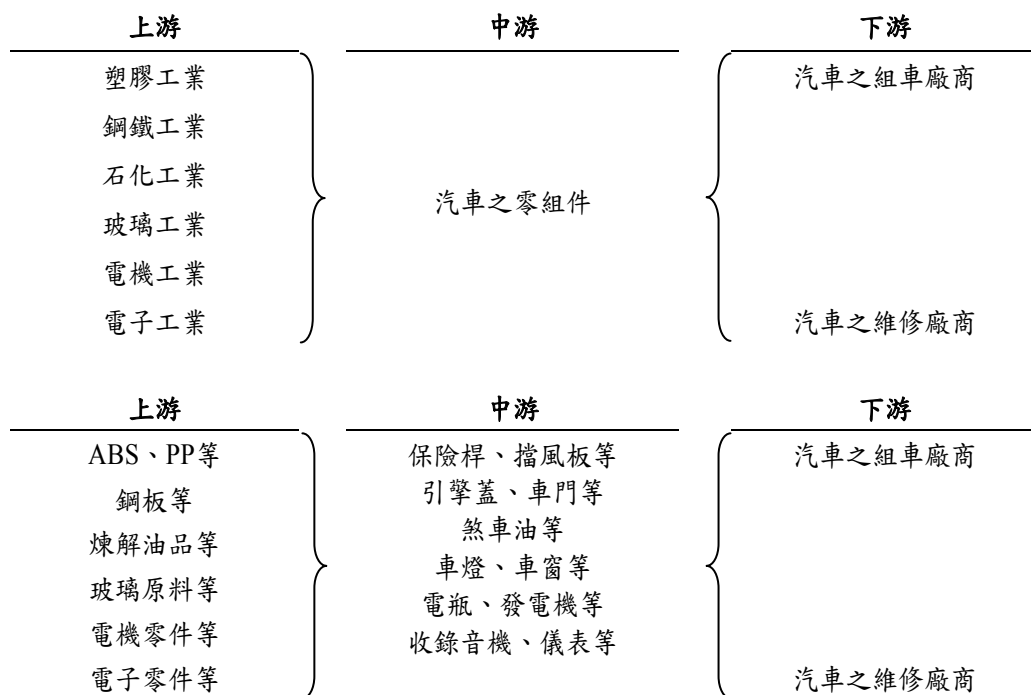 上游 中游 下游
塑膠工業 汽車之組車廠商
鋼鐵工業
石化工業
汽車之零組件
玻璃工業
電機工業
電子工業 汽車之維修廠商
上游 中游 下游
ABS、PP等 保險桿、擋風板等 汽車之組車廠商
鋼板等 引擎蓋、車門等
煉解油品等 煞車油等
玻璃原料等 車燈、車窗等
電機零件等 電瓶、發電機等
收錄音機、儀表等
電子零件等 汽車之維修廠商